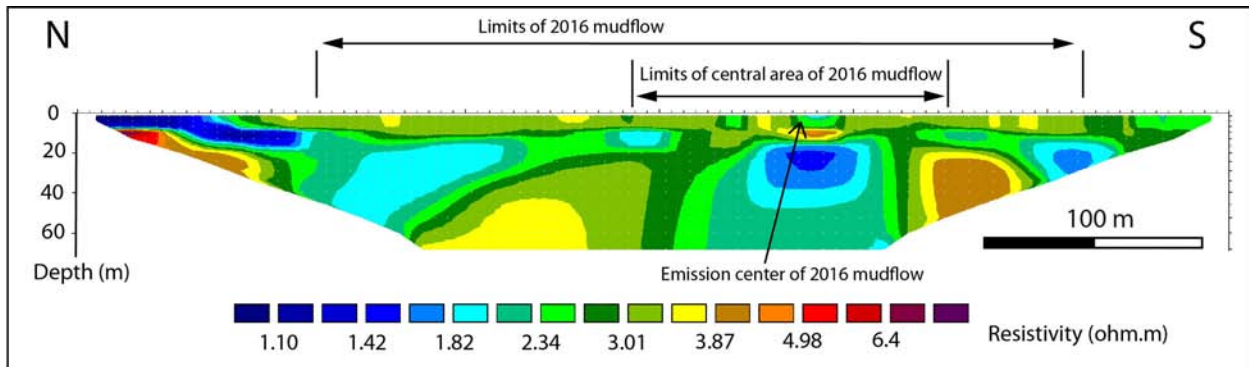 N
Limits of 2016 mudflow
S
Limits of central area of 2016 mudflow
0
20
40
60
Depth (m)
100 m
Emission center of 2016 mudflow
1.10 1.42 1.82 2.34 3.01 3.87 4.98 6.4 Resistivity (ohm.m)